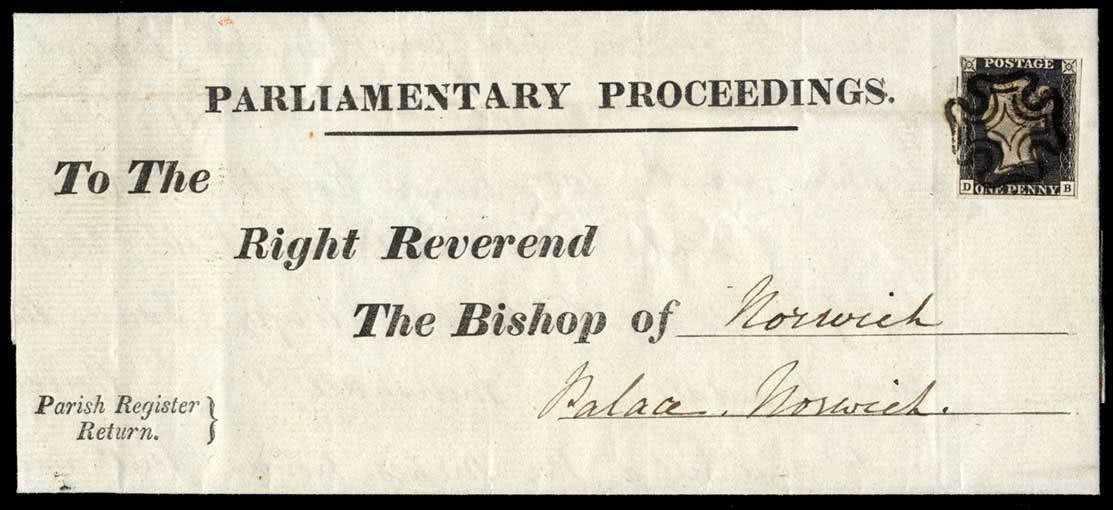 PARLIAMENTARY PROCEEDINGS.
POSTAGE
D ONE PENNY B
To The
Right Reverend
The Bishop of Norwich
Palace. Norwich.
Parish Register
Return.